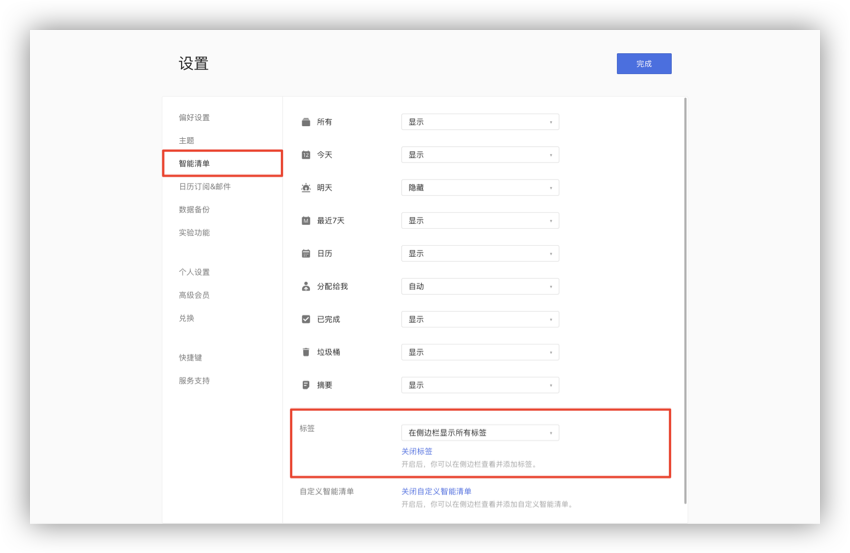 设置
完成
偏好设置
主题
智能清单
日历订阅&邮件
数据备份
实验功能
个人设置
高级会员
兑换
快捷键
服务支持
所有 显示
今天 显示
明天 隐藏
最近7天 显示
日历 显示
分配给我 自动
已完成 显示
垃圾桶 显示
摘要 显示
标签 在侧边栏显示所有标签
关闭标签
开启后，你可以在侧边栏查看并添加标签。
自定义智能清单 关闭自定义智能清单
开启后，你可以在侧边栏查看并添加自定义智能清单。